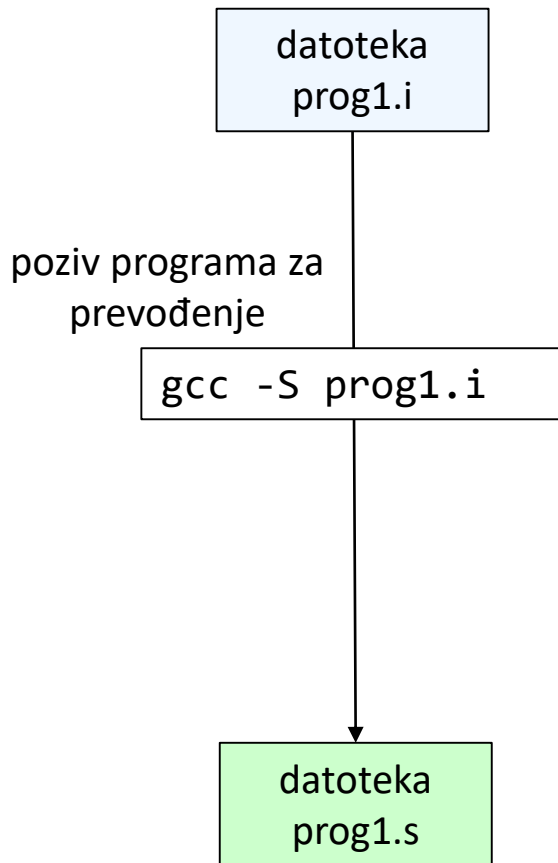 datoteka
prog1.i
poziv programa za
prevođenje
gcc -S prog1.i
datoteka
prog1.s